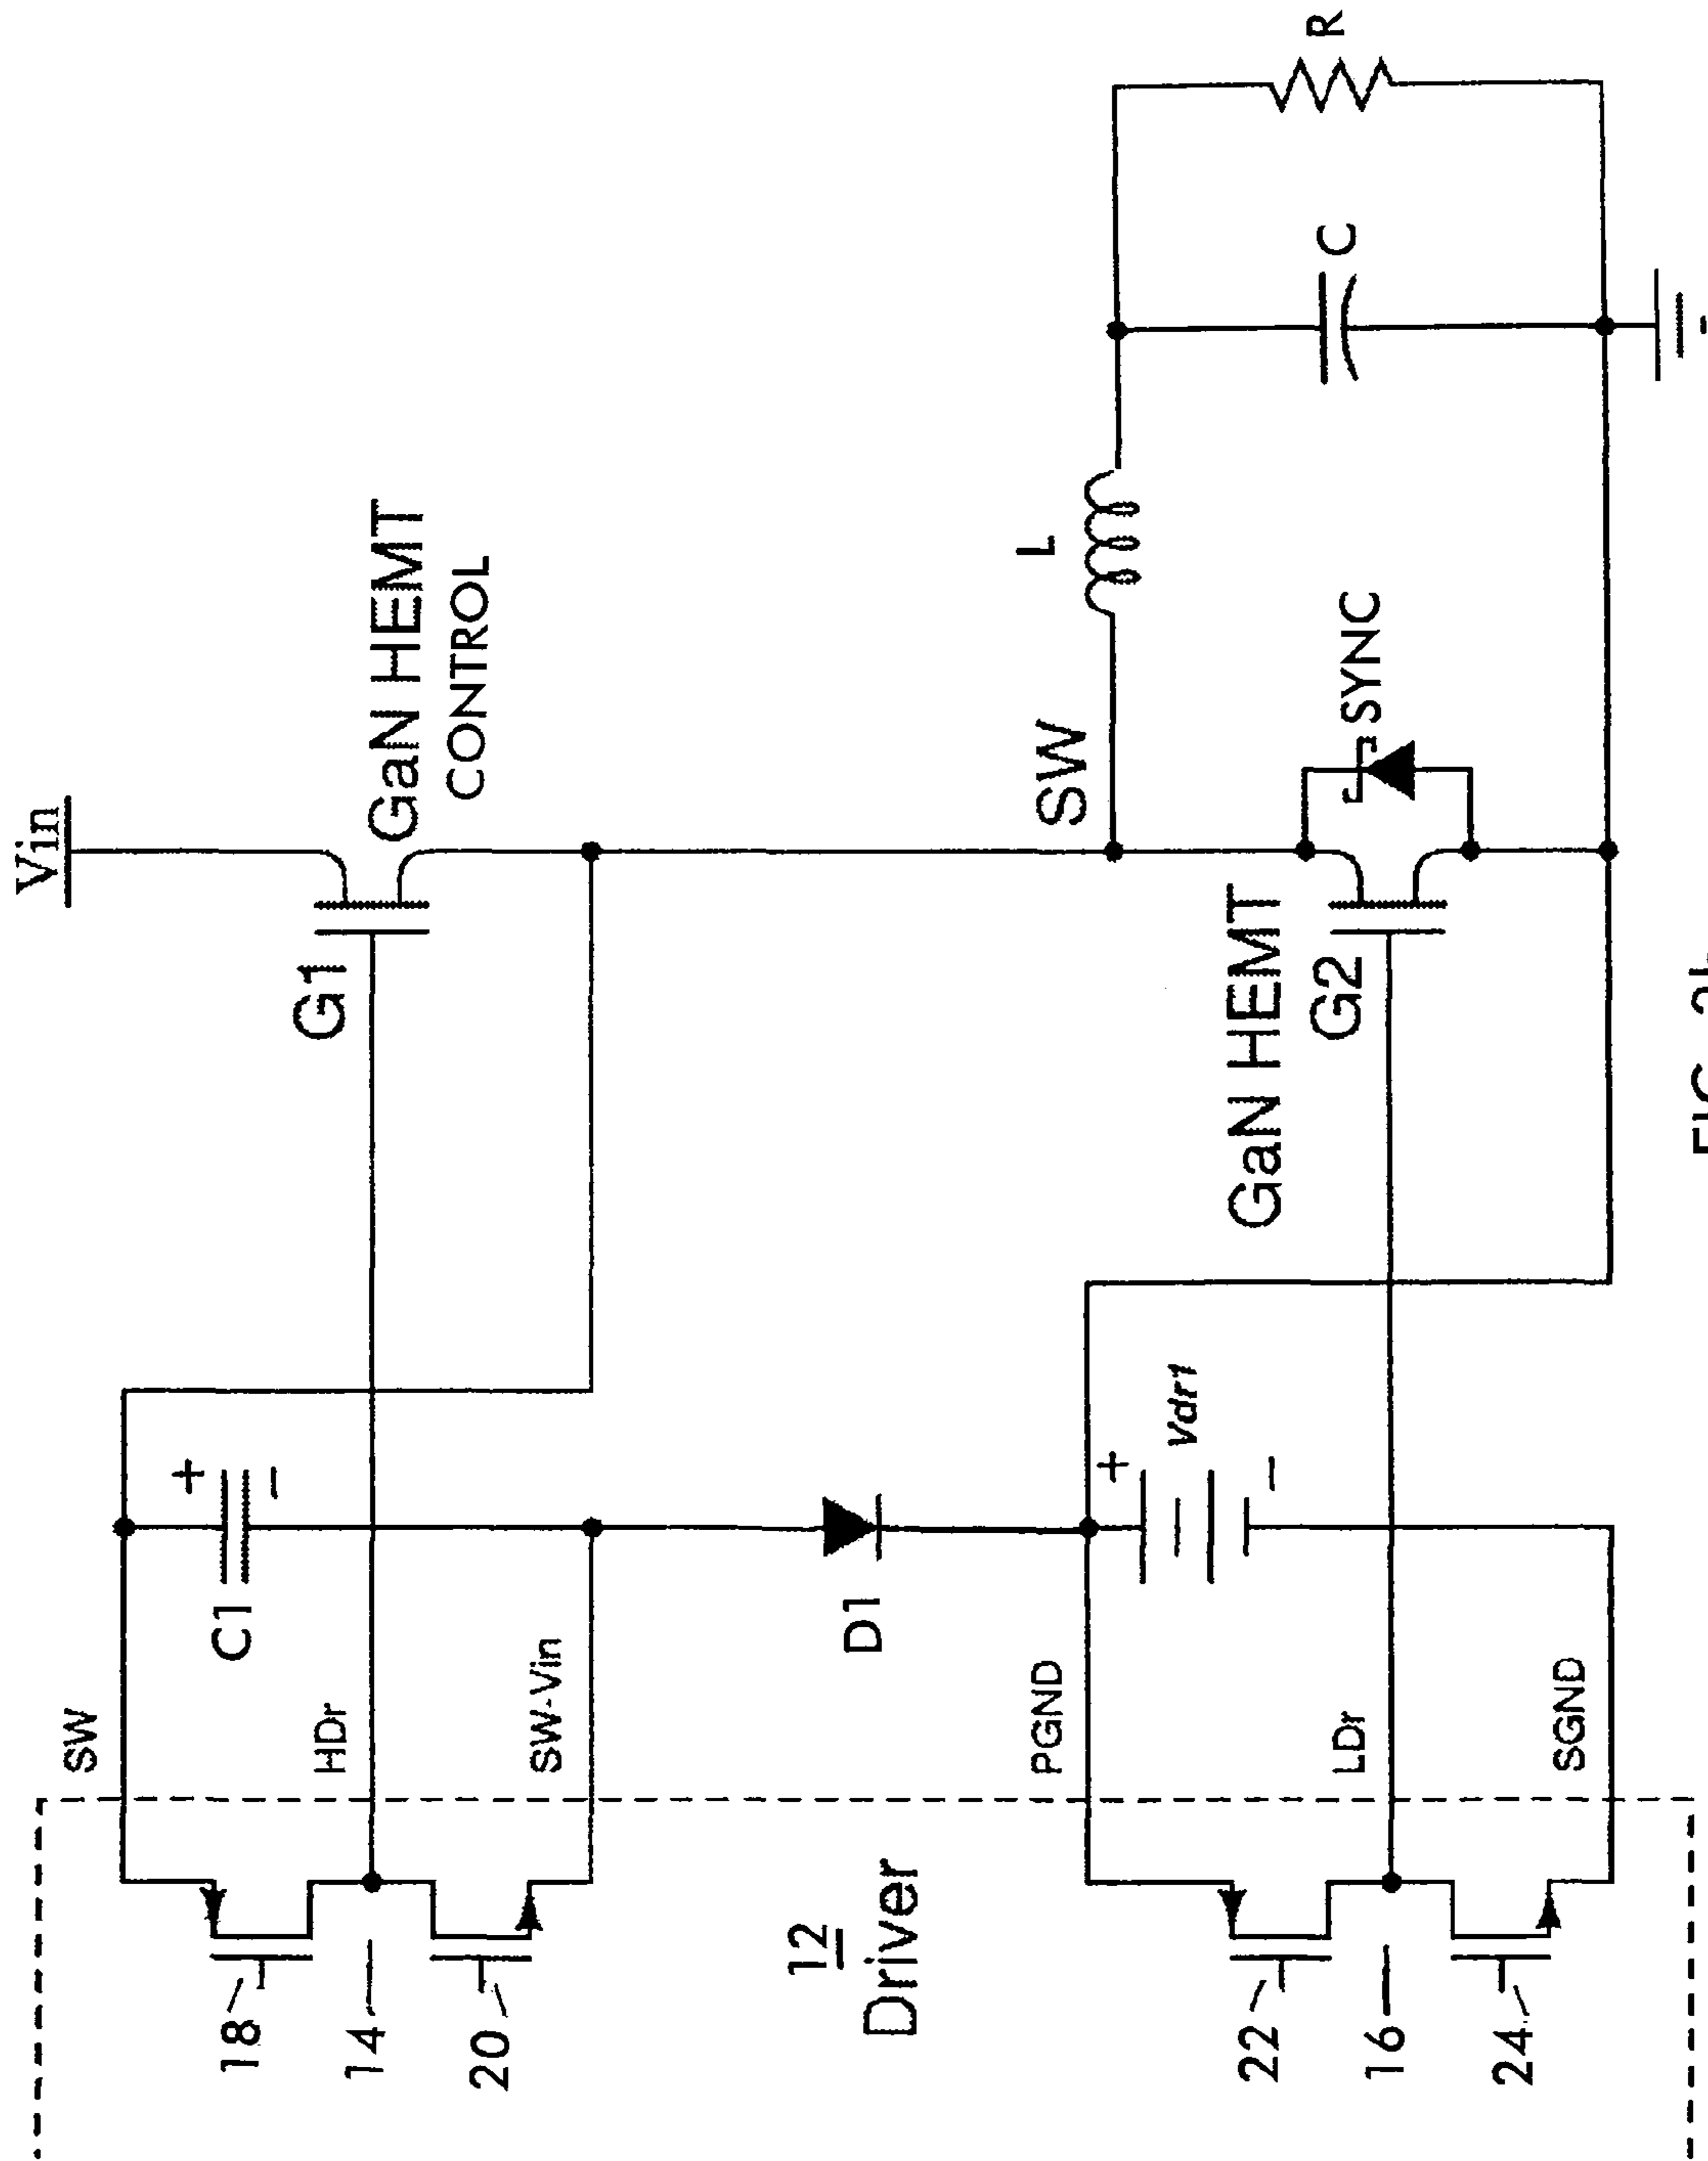 Vin
GaN HEMT
CONTROL
G1
SW
C1
+
−
HDr
SW-Vin
18
14
20
12
Driver
D1
SW
L
R
C
SYNC
GaN HEMT
G2
PGND
+
Vdr1
−
LDr
SGND
22
16
24